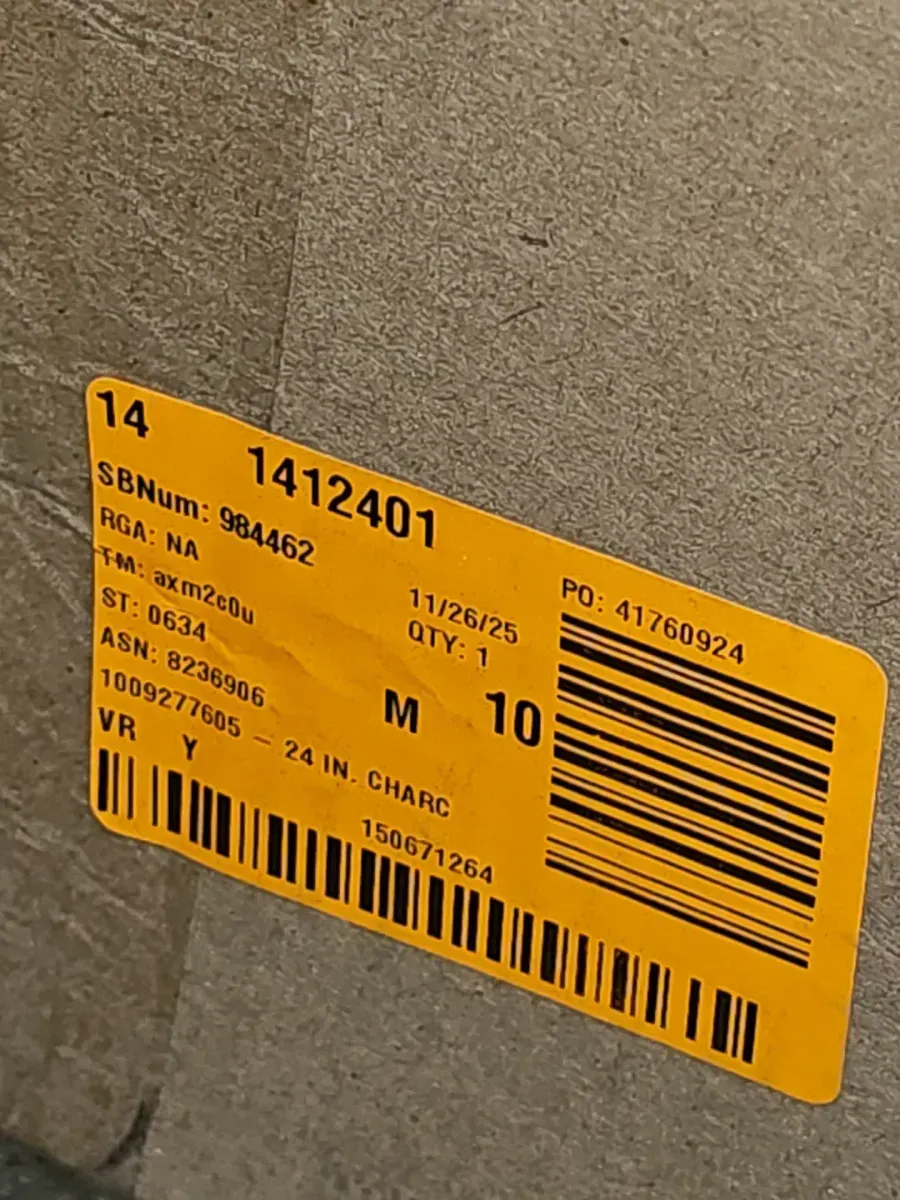 14
1412401
SBNum: 984462
RGA: NA
TM: axm2c0u
11/26/25
ST: 0634
QTY: 1
ASN: 8236906
M 10
1009277605 – 24 IN. CHARC
VR Y
150671264
PO: 41760924